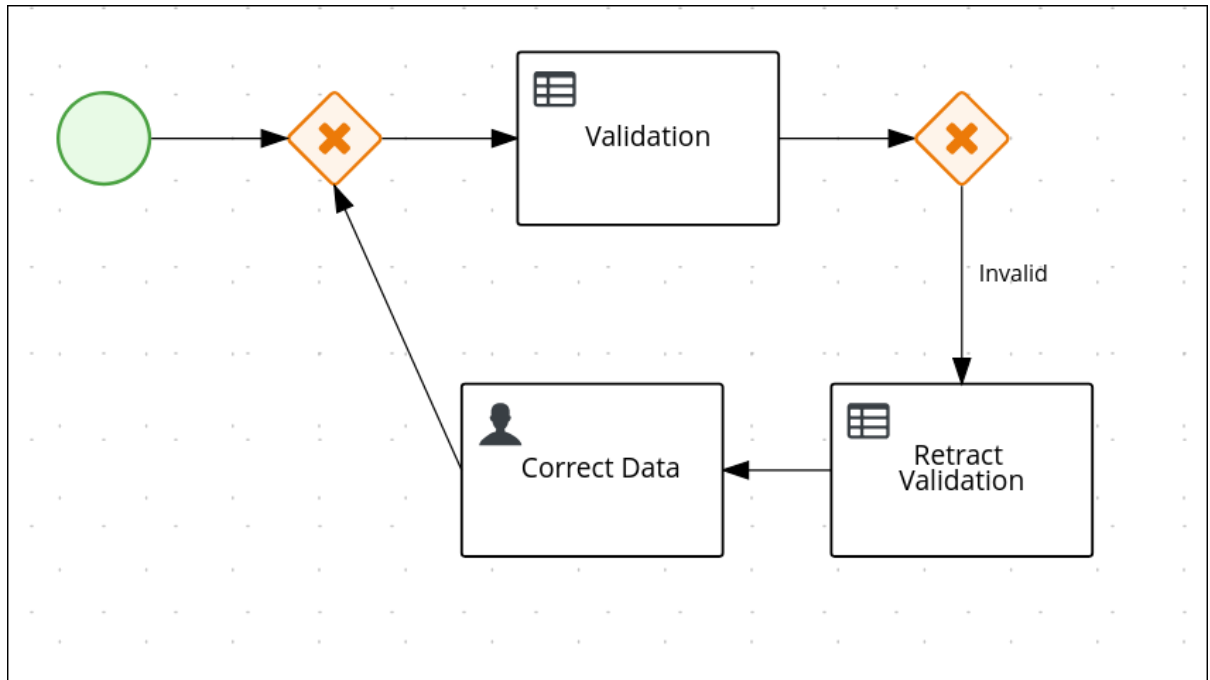 Validation
Invalid
Correct Data
Retract
Validation